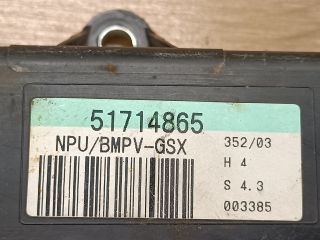 51714865
NPU/BMPV-GSX
352/03
H 4
S 4.3
003385